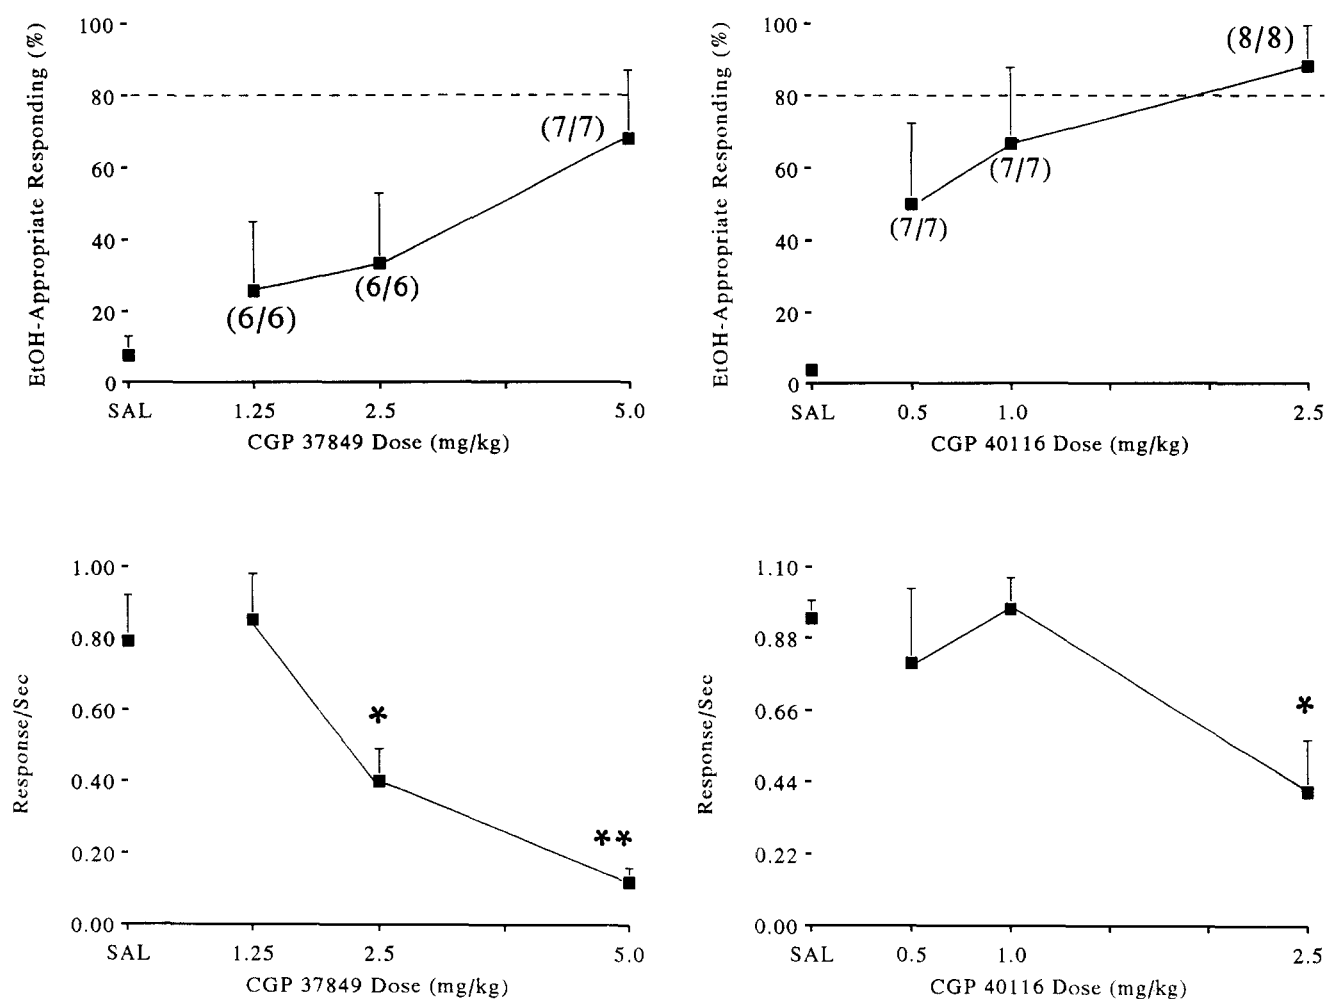 EtOH-Appropriate Responding (%)
100
80
60
40
20
0
(6/6)
(6/6)
(7/7)
SAL 1.25 2.5 5.0
CGP 37849 Dose (mg/kg)
EtOH-Appropriate Responding (%)
100
80
60
40
20
0
(7/7)
(7/7)
(8/8)
SAL 0.5 1.0 2.5
CGP 40116 Dose (mg/kg)
Response/Sec
1.00
0.80
0.60
0.40
0.20
0.00
*
**
SAL 1.25 2.5 5.0
CGP 37849 Dose (mg/kg)
Response/Sec
1.10
0.88
0.66
0.44
0.22
0.00
*
SAL 0.5 1.0 2.5
CGP 40116 Dose (mg/kg)